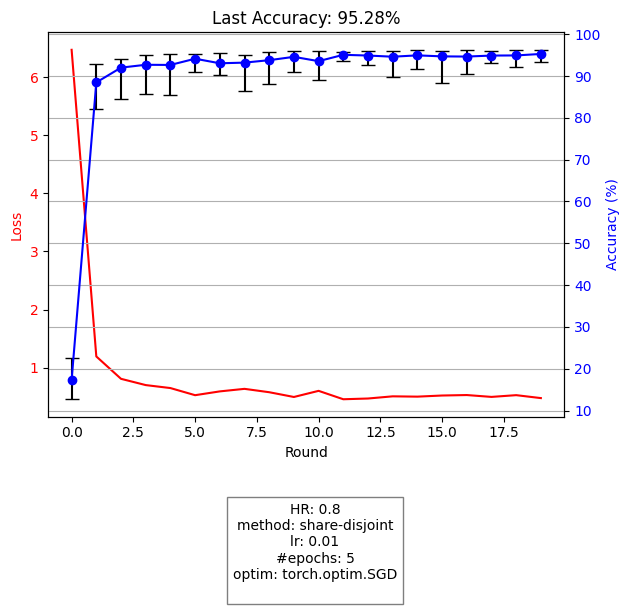 Last Accuracy: 95.28%
6
5
4
3
2
1
Loss
100
90
80
70
60
50
40
30
20
10
Accuracy (%)
0.0 2.5 5.0 7.5 10.0 12.5 15.0 17.5
Round
HR: 0.8
method: share-disjoint
lr: 0.01
#epochs: 5
optim: torch.optim.SGD